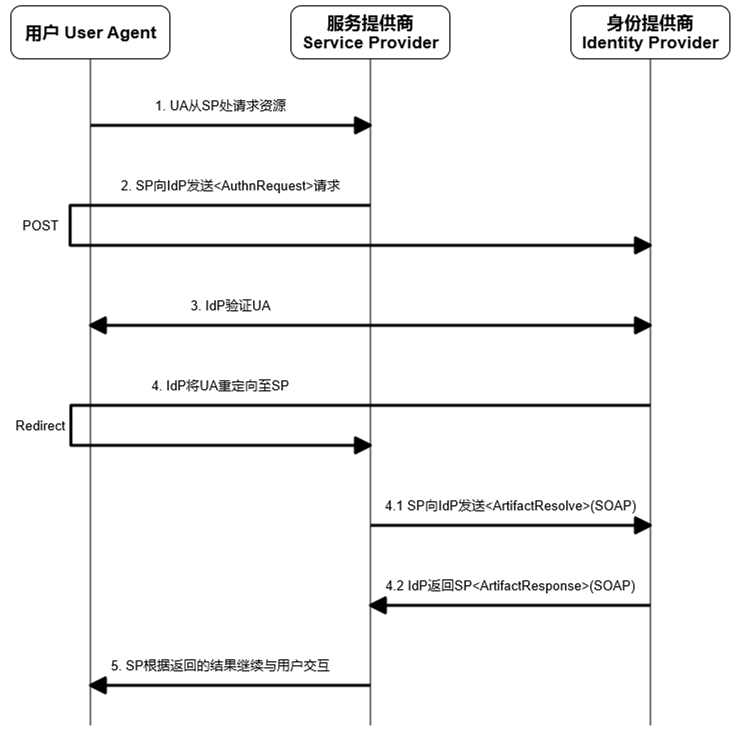 用户 User Agent
服务提供商
Service Provider
身份提供商
Identity Provider
1. UA从SP处请求资源
2. SP向IdP发送<AuthnRequest>请求
POST
3. IdP验证UA
4. IdP将UA重定向至SP
Redirect
4.1 SP向IdP发送<ArtifactResolve>(SOAP)
4.2 IdP返回SP<ArtifactResponse>(SOAP)
5. SP根据返回的结果继续与用户交互